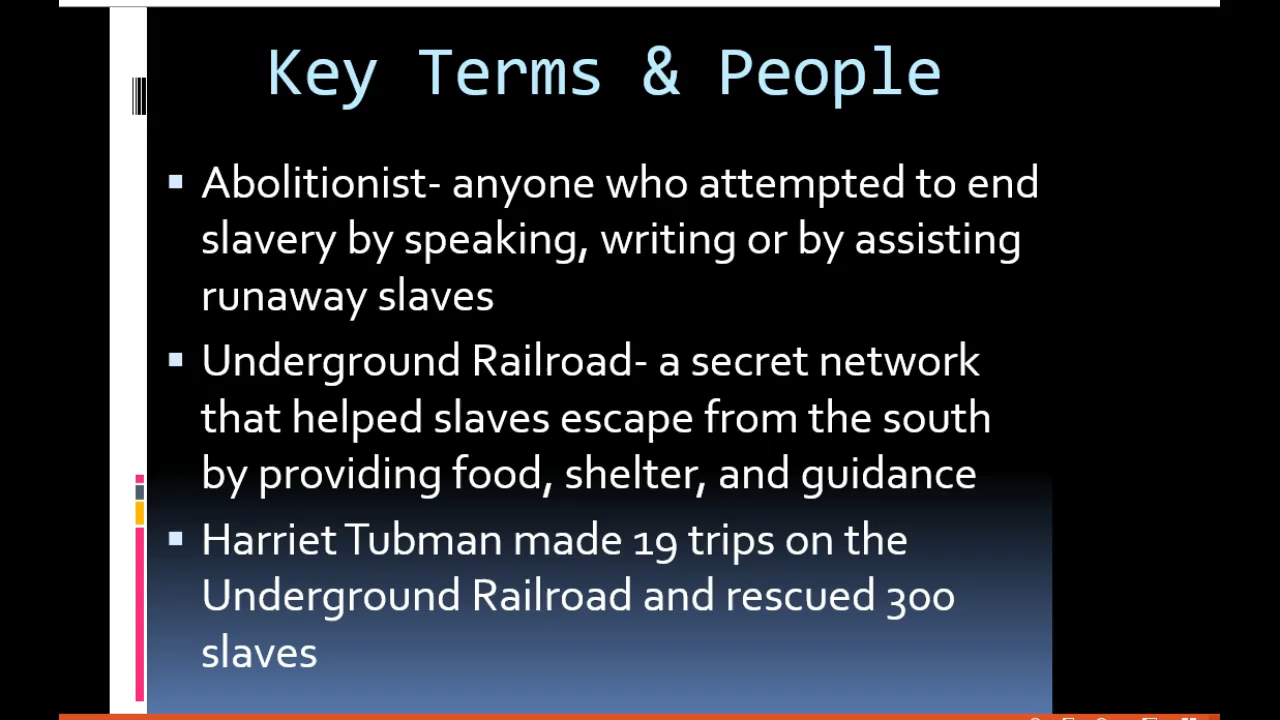 Key Terms & People
Abolitionist- anyone who attempted to end
slavery by speaking, writing or by assisting
runaway slaves
Underground Railroad- a secret network
that helped slaves escape from the south
by providing food, shelter, and guidance
Harriet Tubman made 19 trips on the
Underground Railroad and rescued 300
slaves